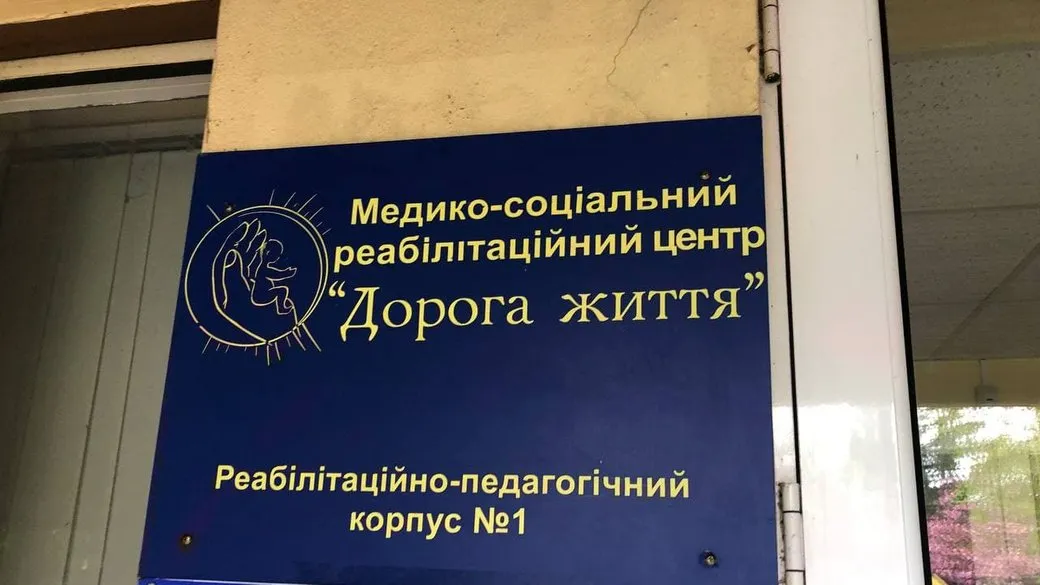 Медико-соціальний
реабілітаційний центр
“Дорога життя”
Реабілітаційно-педагогічний
корпус №1